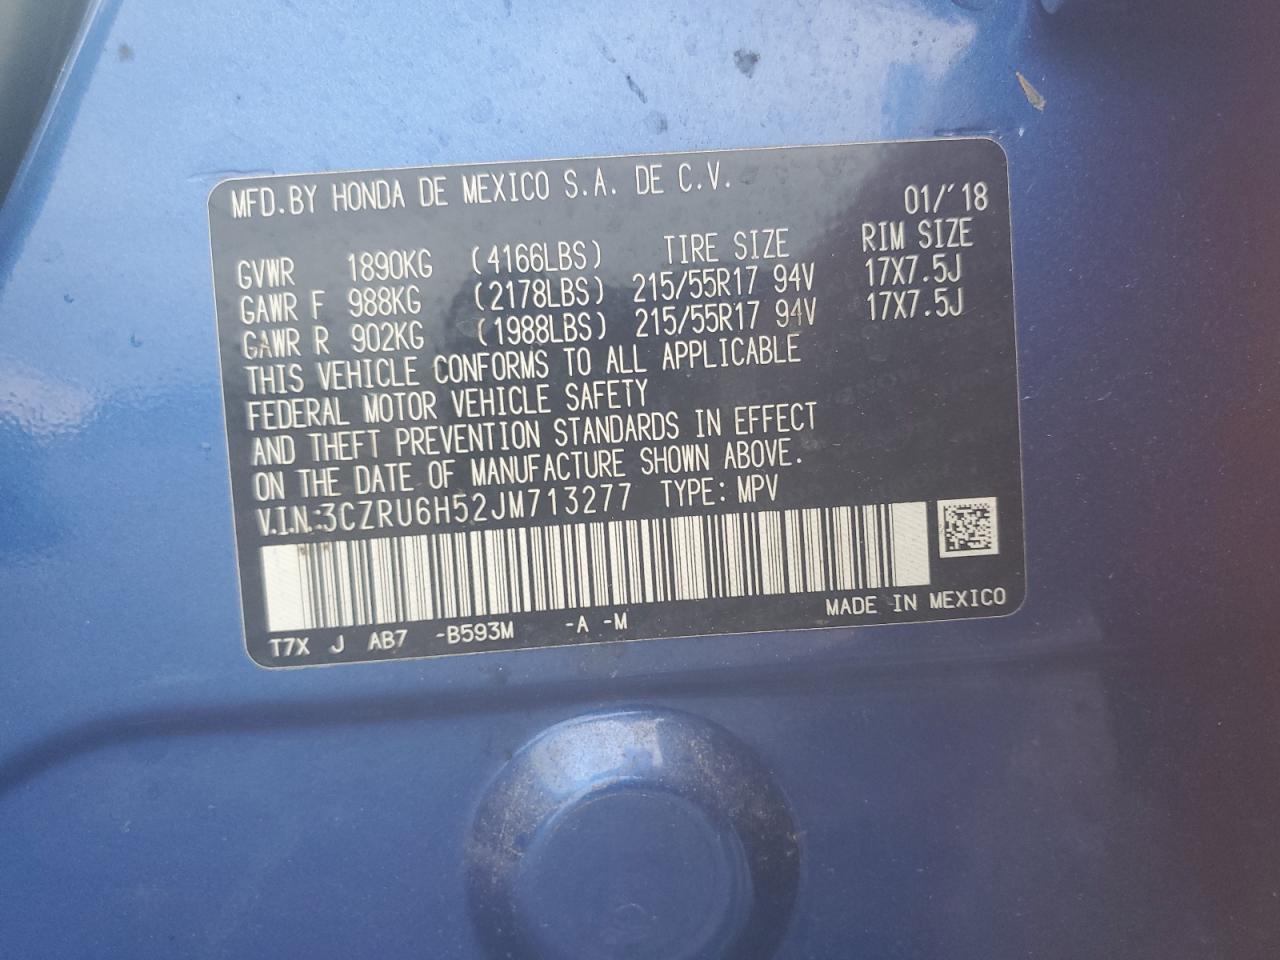 MFD.BY HONDA DE MEXICO S.A. DE C.V.
01/'18
GVWR 1890KG (4166LBS) TIRE SIZE RIM SIZE
GAWR F 988KG (2178LBS) 215/55R17 94V 17X7.5J
GAWR R 902KG (1988LBS) 215/55R17 94V 17X7.5J
THIS VEHICLE CONFORMS TO ALL APPLICABLE
FEDERAL MOTOR VEHICLE SAFETY
AND THEFT PREVENTION STANDARDS IN EFFECT
ON THE DATE OF MANUFACTURE SHOWN ABOVE.
V.I.N.:3CZRU6H52JM713277 TYPE: MPV
MADE IN MEXICO
T7X J AB7 -B593M -A -M